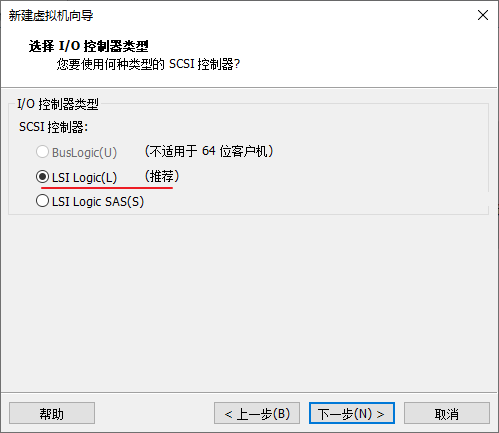 新建虚拟机向导
选择 I/O 控制器类型
您要使用何种类型的 SCSI 控制器?
I/O 控制器类型
SCSI 控制器:
BusLogic(U) (不适用于 64 位客户机)
LSI Logic(L) (推荐)
LSI Logic SAS(S)
帮助 < 上一步(B) 下一步(N) > 取消